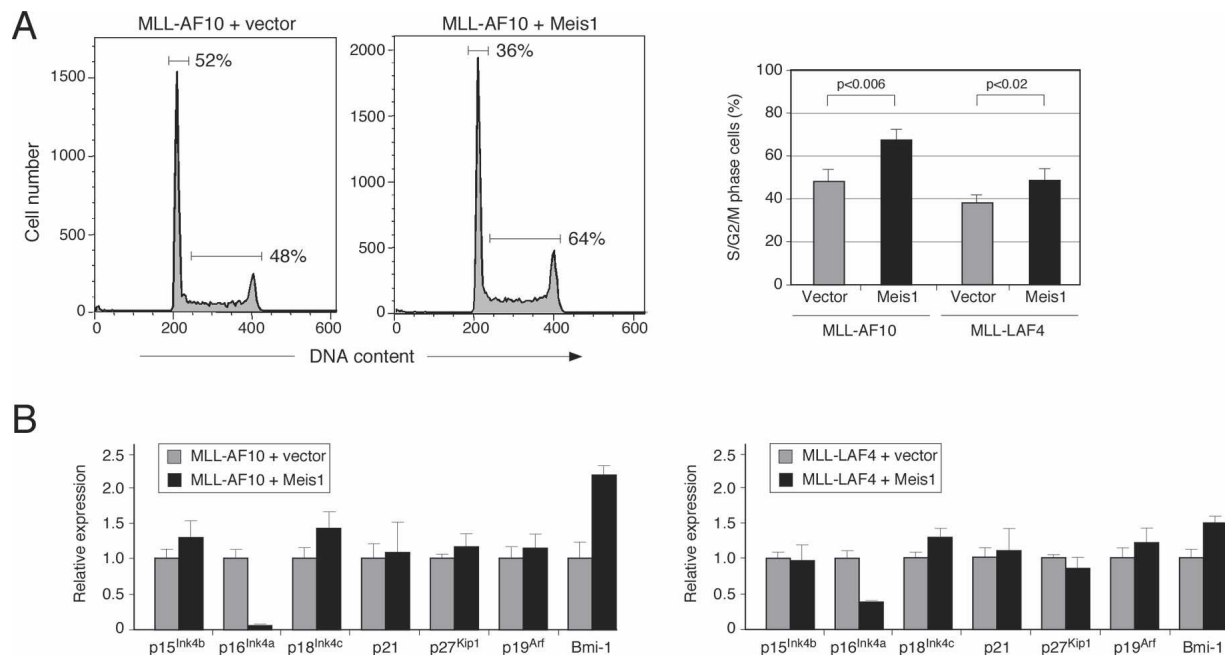 A
MLL-AF10 + vector
MLL-AF10 + Meis1
Cell number
1500
1000
500
0
52%
48%
0 200 400 600
2000
1500
1000
500
0
36%
64%
0 200 400 600
DNA content
S/G2/M phase cells (%)
100
80
60
40
20
0
p<0.006
p<0.02
Vector Meis1 Vector Meis1
MLL-AF10 MLL-LAF4
B
Relative expression
2.5
2.0
1.5
1.0
0.5
0
MLL-AF10 + vector
MLL-AF10 + Meis1
p15Ink4b p16Ink4a p18Ink4c p21 p27Kip1 p19Arf Bmi-1
Relative expression
2.5
2.0
1.5
1.0
0.5
0
MLL-LAF4 + vector
MLL-LAF4 + Meis1
p15Ink4b p16Ink4a p18Ink4c p21 p27Kip1 p19Arf Bmi-1